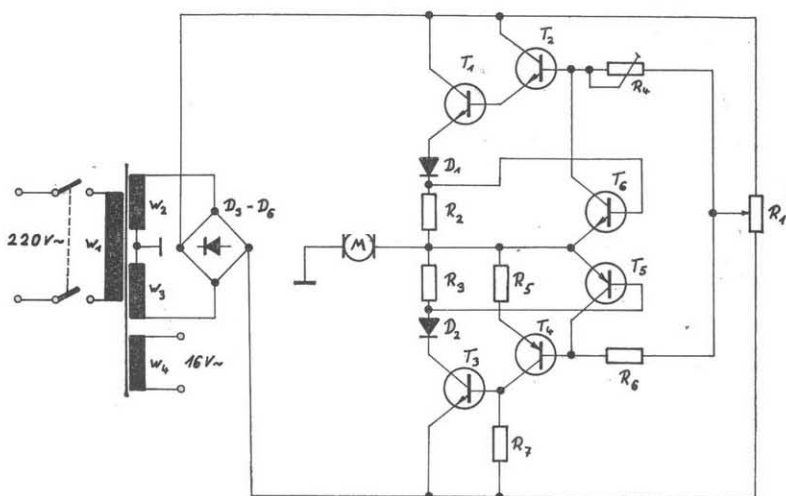 T₂
T₁
R₄
D₁
T₆
W₂
D₃ - D₆
R₂
R₁
220V~
W₁
M
W₃
R₃
R₅
T₅
D₂
T₄
T₃
W₄
16V~
R₆
R₇